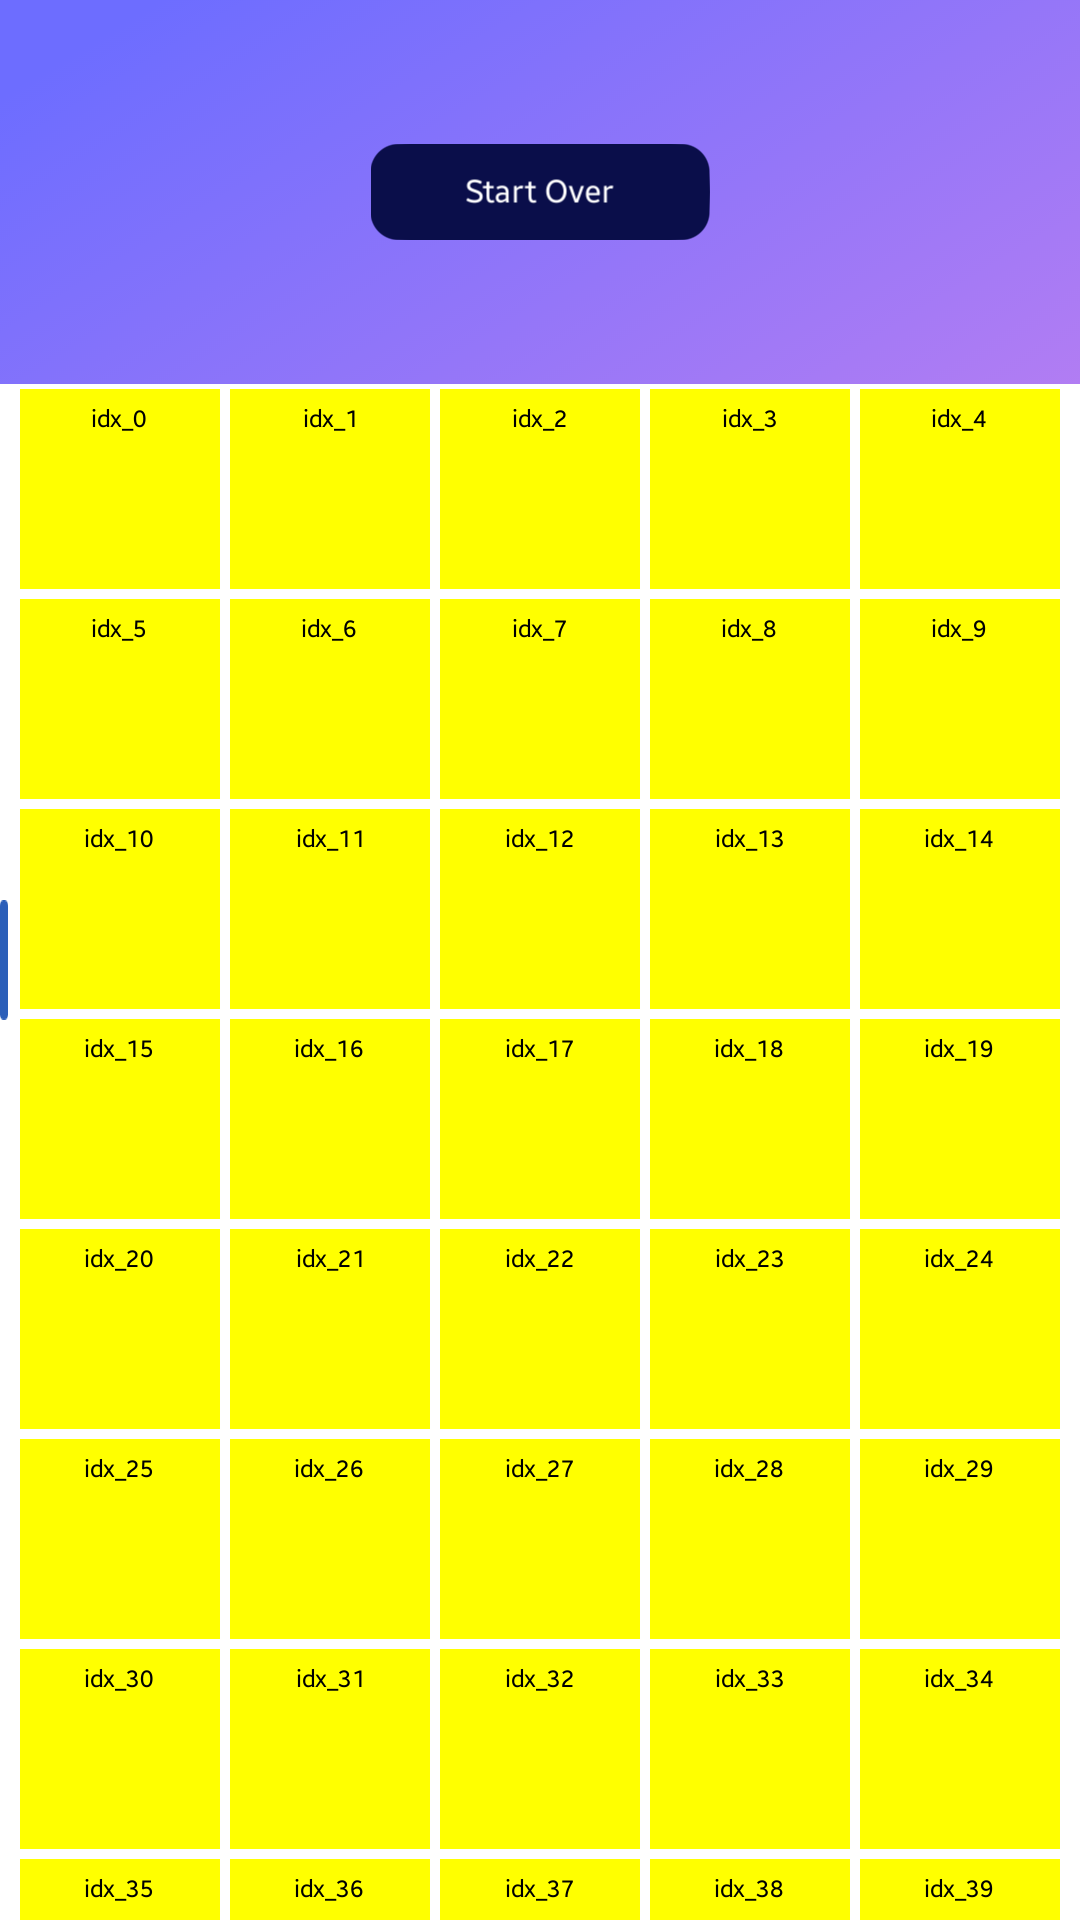 Start Over
idx_0 idx_1 idx_2 idx_3 idx_4
idx_5 idx_6 idx_7 idx_8 idx_9
idx_10 idx_11 idx_12 idx_13 idx_14
idx_15 idx_16 idx_17 idx_18 idx_19
idx_20 idx_21 idx_22 idx_23 idx_24
idx_25 idx_26 idx_27 idx_28 idx_29
idx_30 idx_31 idx_32 idx_33 idx_34
idx_35 idx_36 idx_37 idx_38 idx_39